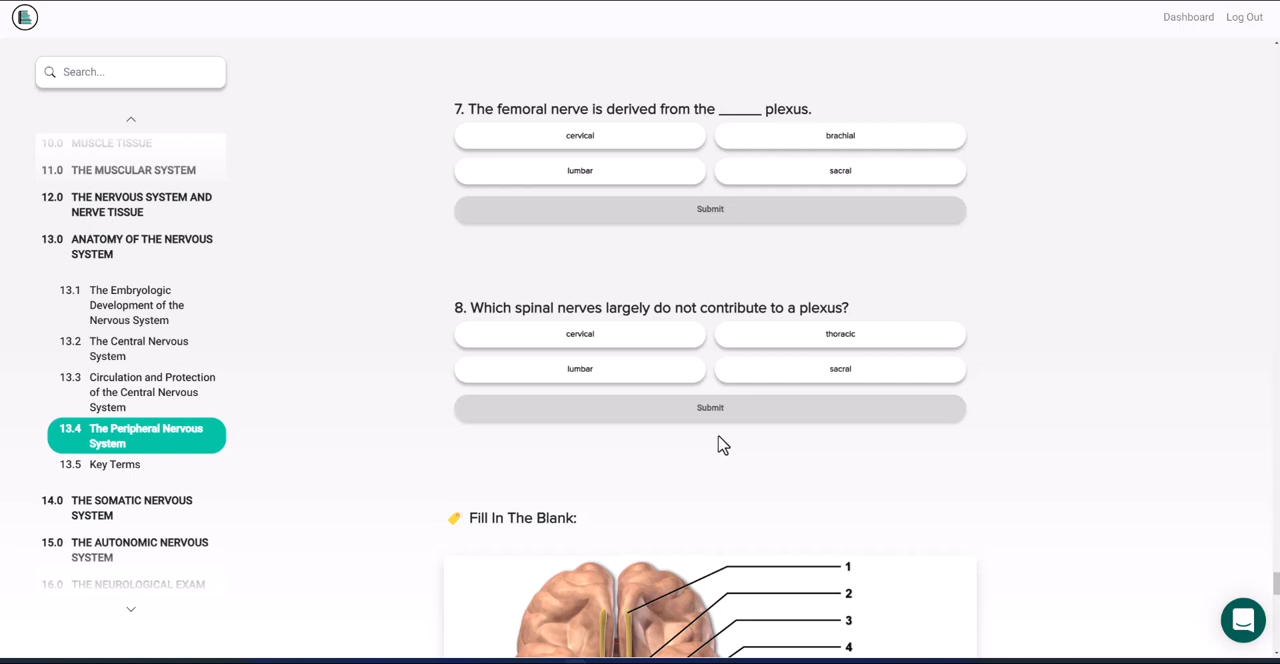 Dashboard Log Out
Search...
10.0 MUSCLE TISSUE
11.0 THE MUSCULAR SYSTEM
12.0 THE NERVOUS SYSTEM AND
NERVE TISSUE
13.0 ANATOMY OF THE NERVOUS
SYSTEM
13.1 The Embryologic
Development of the
Nervous System
13.2 The Central Nervous
System
13.3 Circulation and Protection
of the Central Nervous
System
13.4 The Peripheral Nervous
System
13.5 Key Terms
14.0 THE SOMATIC NERVOUS
SYSTEM
15.0 THE AUTONOMIC NERVOUS
SYSTEM
16.0 THE NEUROLOGICAL EXAM
7. The femoral nerve is derived from the ______ plexus.
cervical brachial
lumbar sacral
Submit
8. Which spinal nerves largely do not contribute to a plexus?
cervical thoracic
lumbar sacral
Submit
Fill In The Blank:
1
2
3
4